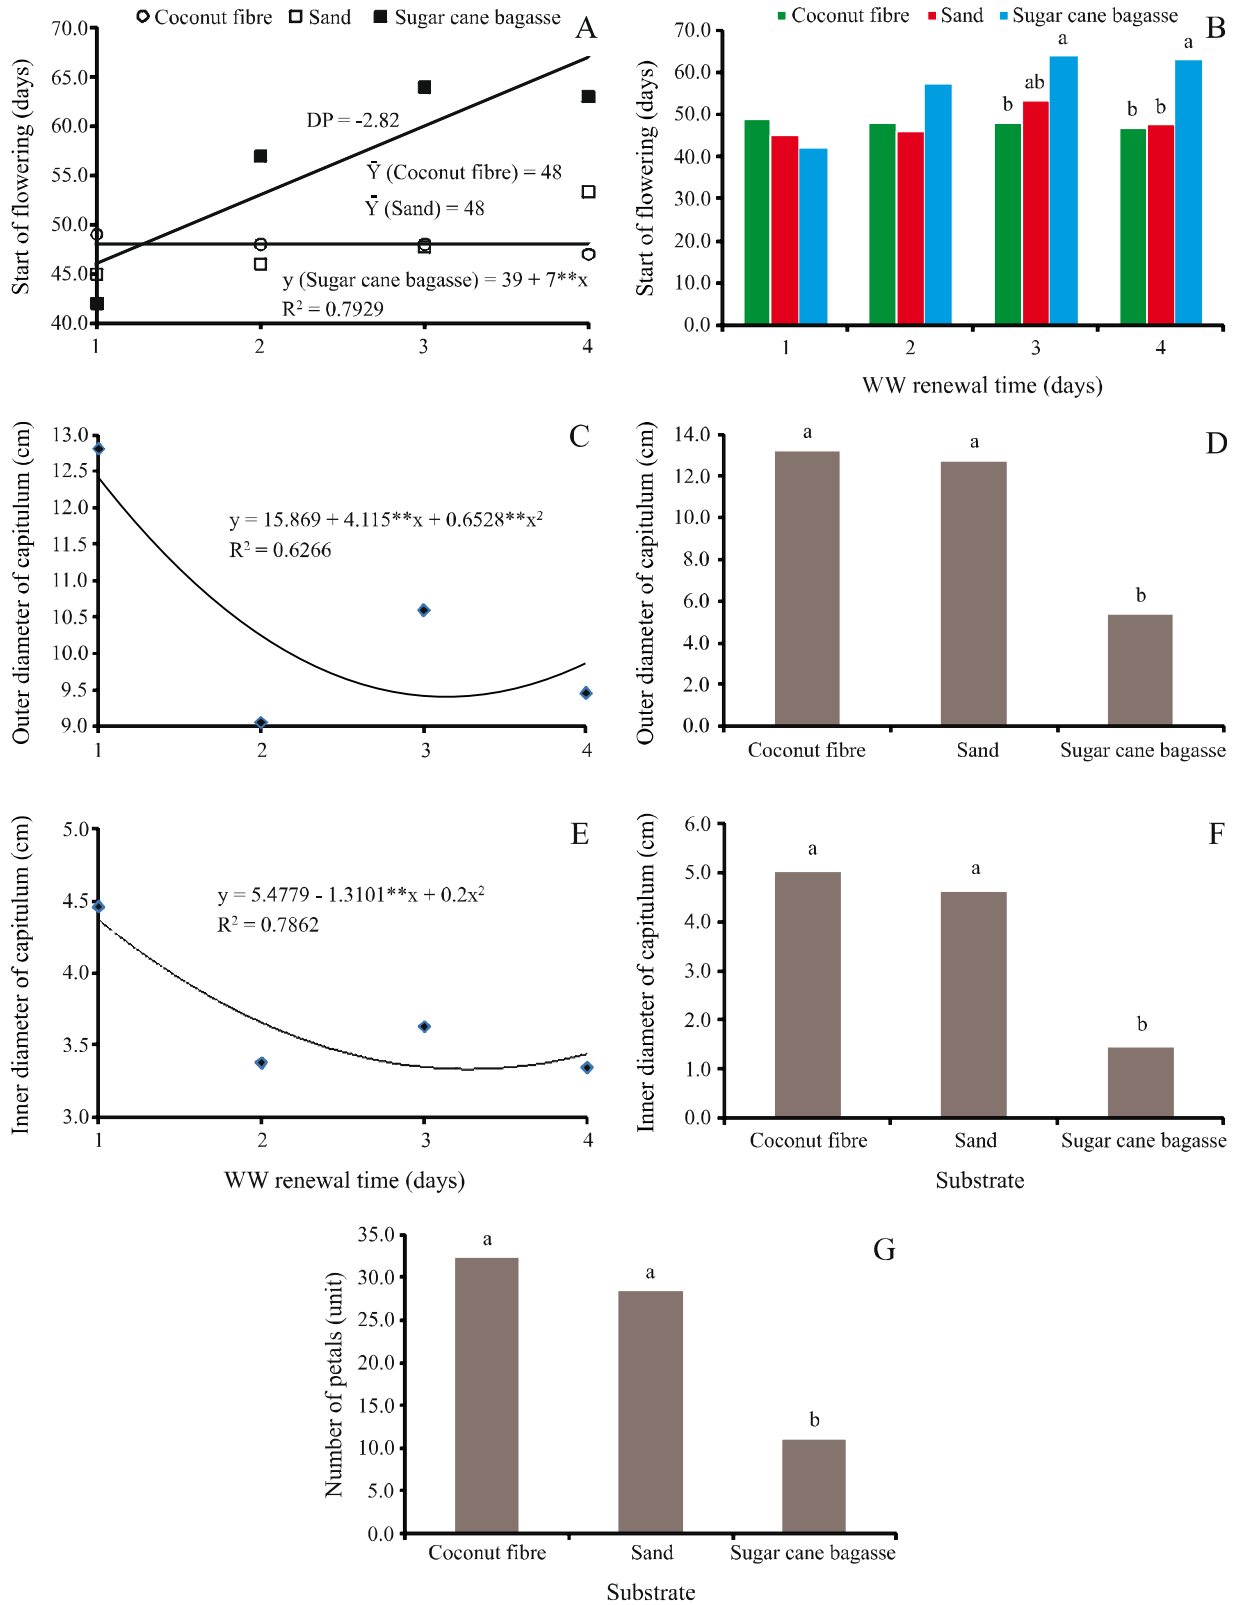 Coconut fibre Sand Sugar cane bagasse
A
Start of flowering (days)
70.0
65.0
60.0
55.0
50.0
45.0
40.0
DP = -2.82
Ȳ (Coconut fibre) = 48
Ȳ (Sand) = 48
y (Sugar cane bagasse) = 39 + 7**x
R² = 0.7929
1 2 3 4
Coconut fibre Sand Sugar cane bagasse
B
Start of flowering (days)
70.0
60.0
50.0
40.0
30.0
20.0
10.0
0.0
b ab a
b b a
1 2 3 4
WW renewal time (days)
C
Outer diameter of capitulum (cm)
13.0
12.5
12.0
11.5
11.0
10.5
10.0
9.5
9.0
y = 15.869 + 4.115**x + 0.6528**x²
R² = 0.6266
1 2 3 4
D
Outer diameter of capitulum (cm)
14.0
12.0
10.0
8.0
6.0
4.0
2.0
0.0
a a b
Coconut fibre Sand Sugar cane bagasse
E
Inner diameter of capitulum (cm)
5.0
4.5
4.0
3.5
3.0
y = 5.4779 - 1.3101**x + 0.2x²
R² = 0.7862
1 2 3 4
WW renewal time (days)
F
Inner diameter of capitulum (cm)
6.0
5.0
4.0
3.0
2.0
1.0
0.0
a a b
Coconut fibre Sand Sugar cane bagasse
Substrate
G
Number of petals (unit)
35.0
30.0
25.0
20.0
15.0
10.0
5.0
0.0
a a b
Coconut fibre Sand Sugar cane bagasse
Substrate